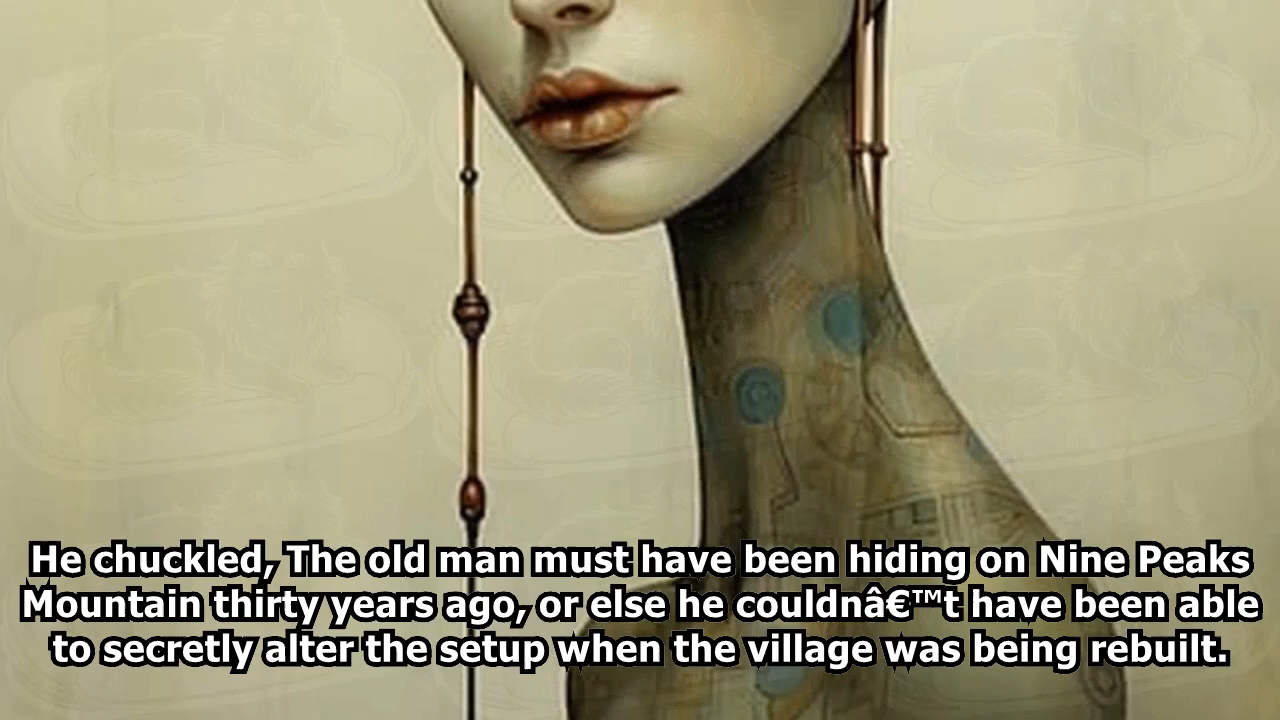 He chuckled, The old man must have been hiding on Nine Peaks
Mountain thirty years ago, or else he couldnâ€™t have been able
to secretly alter the setup when the village was being rebuilt.